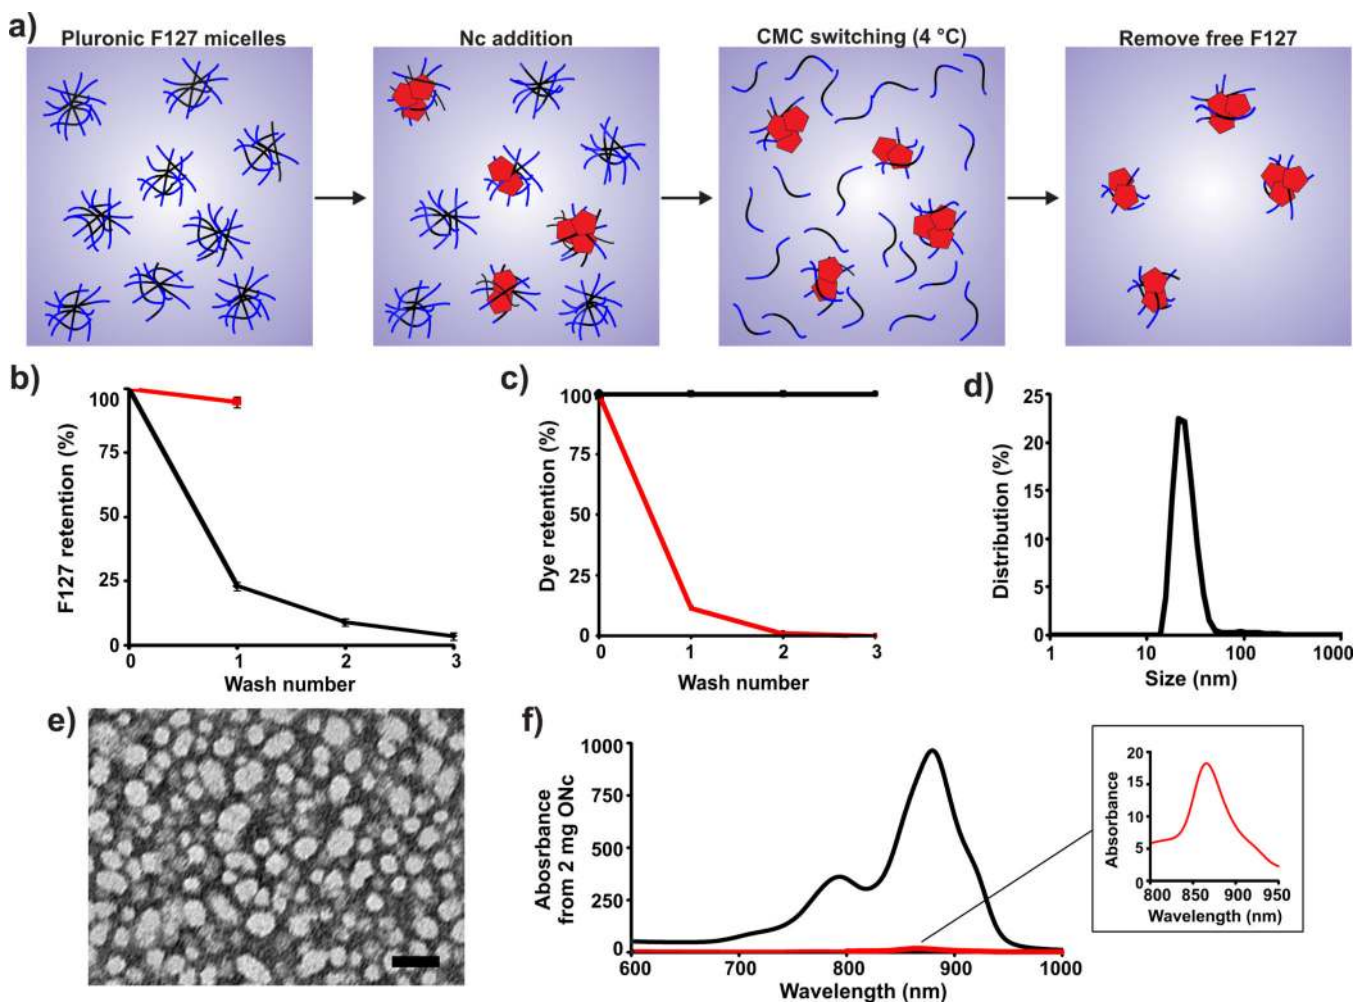 a)
Pluronic F127 micelles
Nc addition
CMC switching (4 °C)
Remove free F127
b)
F127 retention (%)
100
75
50
25
0
0 1 2 3
Wash number
c)
Dye retention (%)
100
75
50
25
0
0 1 2 3
Wash number
d)
Distribution (%)
25
20
15
10
5
0
1 10 100 1000
Size (nm)
e)
f)
Abosrbance
from 2 mg ONc
1000
750
500
250
0
600 700 800 900 1000
Wavelength (nm)
Absorbance
20
15
10
5
0
800 850 900 950
Wavelength (nm)